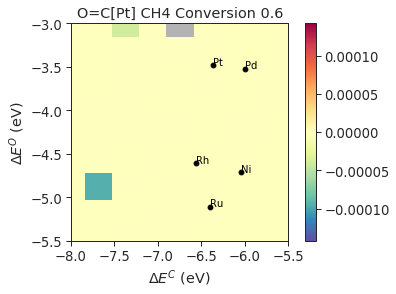 O=C[Pt] CH4 Conversion 0.6
−3.0
−3.5
−4.0
−4.5
−5.0
−5.5
ΔE^O (eV)
Pt
Pd
Rh
Ni
Ru
−8.0 −7.5 −7.0 −6.5 −6.0 −5.5
ΔE^C (eV)
0.00010
0.00005
0.00000
−0.00005
−0.00010